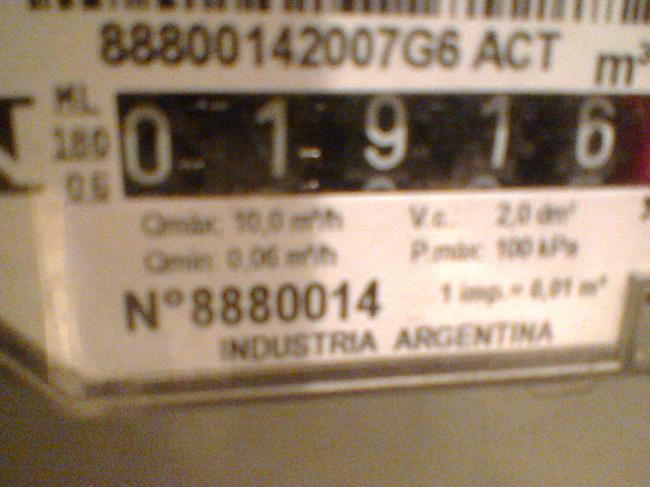 88800142007G6 ACT m³
01916
Qmáx: 10,0 m³/h V.c. 2,0 dm³
Qmín: 0,06 m³/h P.máx: 100 kPa
N°8880014 1 imp.= 0,01 m³
INDUSTRIA ARGENTINA